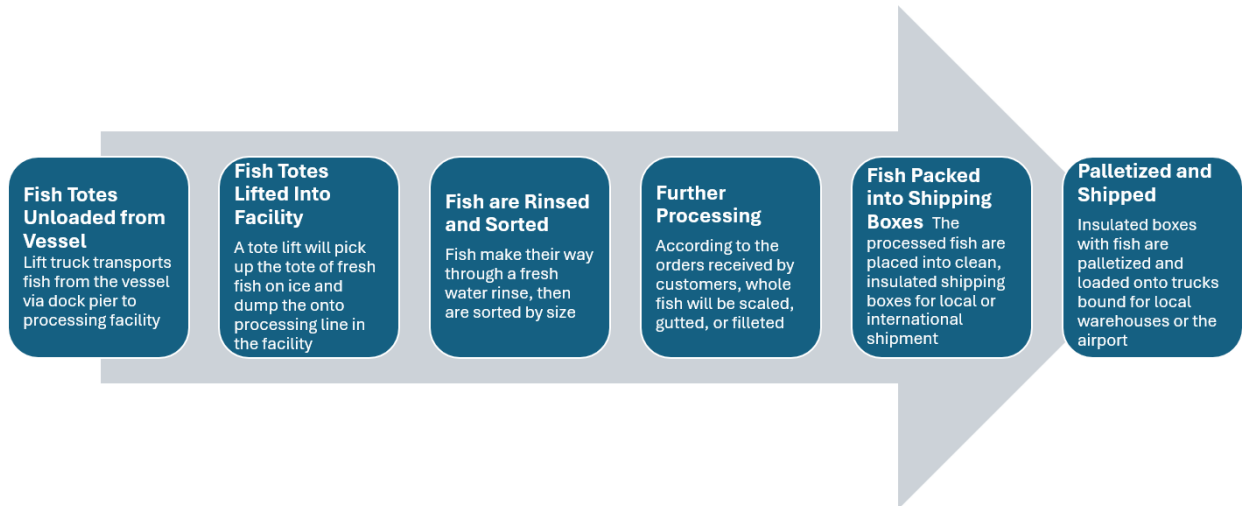 Fish Totes
Unloaded from
Vessel
Lift truck transports
fish from the vessel
via dock pier to
processing facility
Fish Totes
Lifted Into
Facility
A tote lift will pick
up the tote of fresh
fish on ice and
dump the onto
processing line in
the facility
Fish are Rinsed
and Sorted
Fish make their way
through a fresh
water rinse, then
are sorted by size
Further
Processing
According to the
orders received by
customers, whole
fish will be scaled,
gutted, or filleted
Fish Packed
into Shipping
Boxes The
processed fish are
placed into clean,
insulated shipping
boxes for local or
international
shipment
Palletized and
Shipped
Insulated boxes
with fish are
palletized and
loaded onto trucks
bound for local
warehouses or the
airport